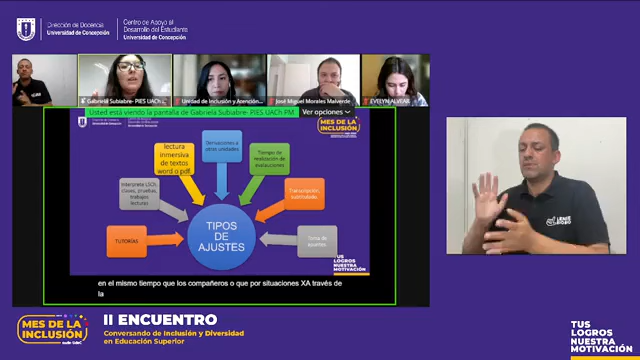 Dirección de Docencia
Universidad de Concepción
Centro de Apoyo al
Desarrollo del Estudiante
Universidad de Concepción
Gabriela Subiabre- PIES UACh
Unidad de Inclusión y Atención...
José Miguel Morales Malverde
EVELYN ALVEAR
Usted está viendo la pantalla de Gabriela Subiabre- PIES UACh PM
Ver opciones
MES DE LA
INCLUSIÓN
lectura
inmersiva
de textos
word o pdf.
Derivaciones a
otras unidades
Tiempo de
realización de
evaluaciones
Interprete LSCh,
clases, pruebas,
trabajos
lecturas
Transcripción,
subtitulado.
TUTORÍAS
TIPOS
DE
AJUSTES
Toma de
apuntes.
TUS
LOGROS
NUESTRA
MOTIVACIÓN
en el mismo tiempo que los compañeros o que por situaciones XA través de
la
MES DE LA
INCLUSIÓN
II ENCUENTRO
Conversando de Inclusión y Diversidad
en Educación Superior
TUS
LOGROS
NUESTRA
MOTIVACIÓN